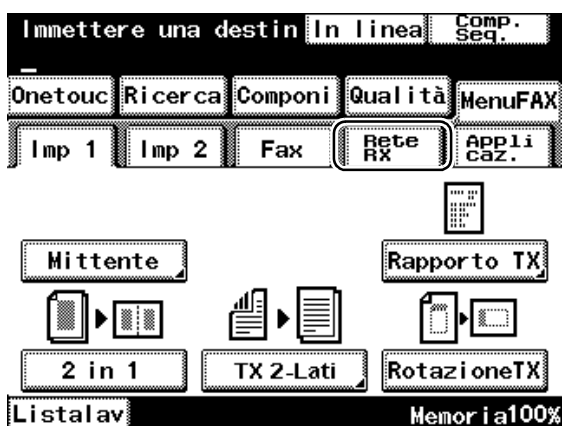 Immettere una destin In linea Comp. Seq.
Onetouc Ricerca Componi Qualità MenuFAX
Imp 1 Imp 2 Fax Rete RX Appli caz.
Mittente Rapporto TX
2 in 1 TX 2-Lati RotazioneTX
Listalav Memoria100%